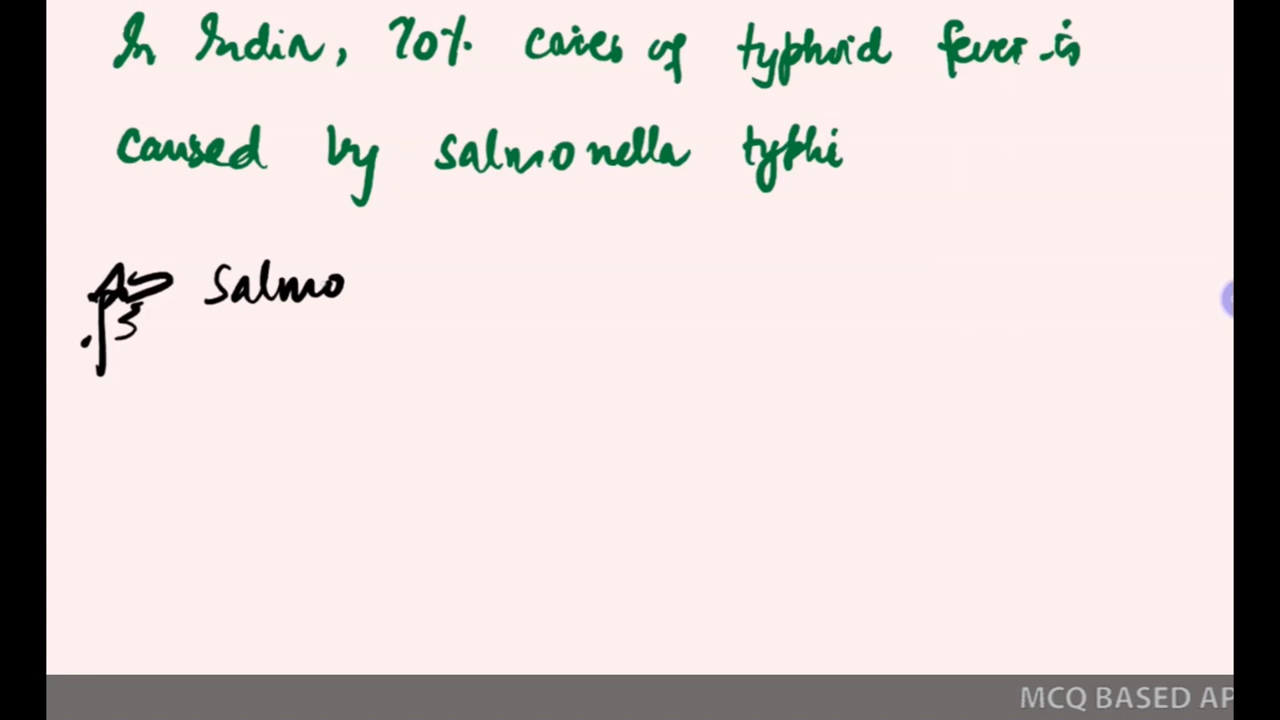 In India, 70% cases of typhoid fever is
caused by salmonella typhi
Salmo
MCQ BASED AP